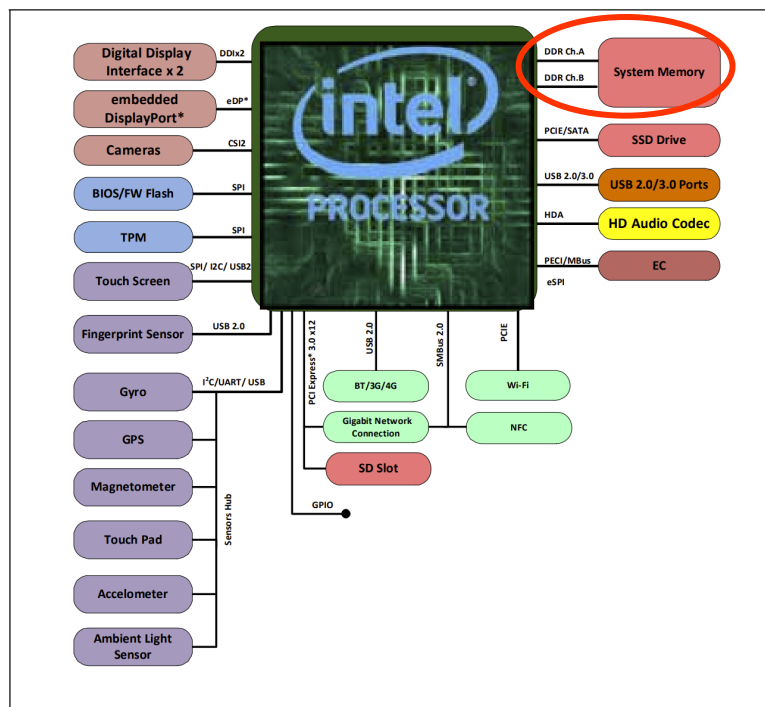 Digital Display
Interface x 2
DDIx2
embedded
DisplayPort*
eDP*
Cameras
CSI2
BIOS/FW Flash
SPI
TPM
SPI
Touch Screen
SPI/ I2C/ USB2
Fingerprint Sensor
USB 2.0
Gyro
I²C/UART/ USB
GPS
Magnetometer
Touch Pad
Accelometer
Ambient Light
Sensor
Sensors Hub
intel
PROCESSOR
DDR Ch.A
DDR Ch.B
System Memory
PCIE/SATA
SSD Drive
USB 2.0/3.0
USB 2.0/3.0 Ports
HDA
HD Audio Codec
PECI/MBus
eSPI
EC
PCI Express* 3.0 x12
USB 2.0
SMBus 2.0
PCIE
BT/3G/4G
Wi-Fi
Gigabit Network
Connection
NFC
SD Slot
GPIO